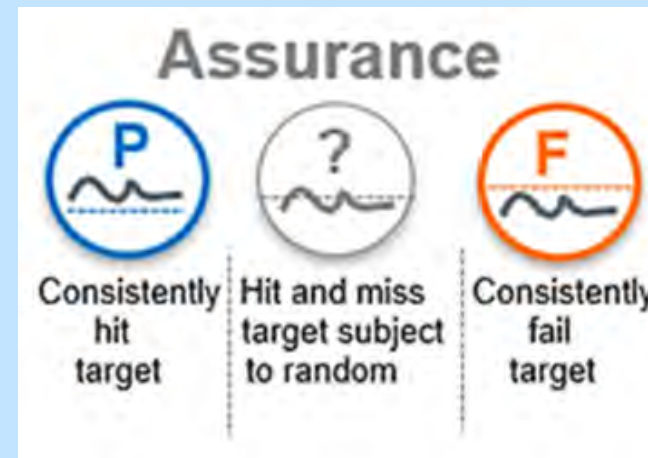 Assurance
P
?
F
Consistently
hit
target
Hit and miss
target subject
to random
Consistently
fail
target